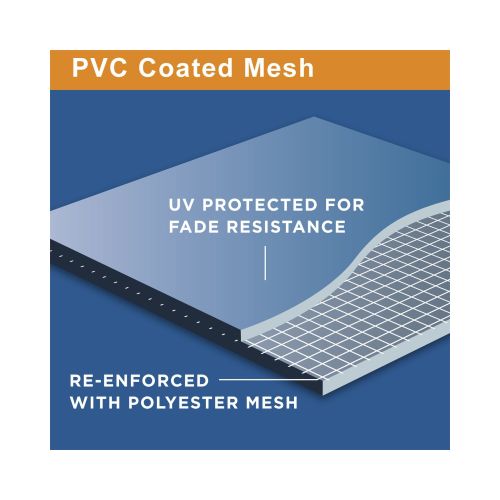 PVC Coated Mesh
UV PROTECTED FOR
FADE RESISTANCE
RE-ENFORCED
WITH POLYESTER MESH